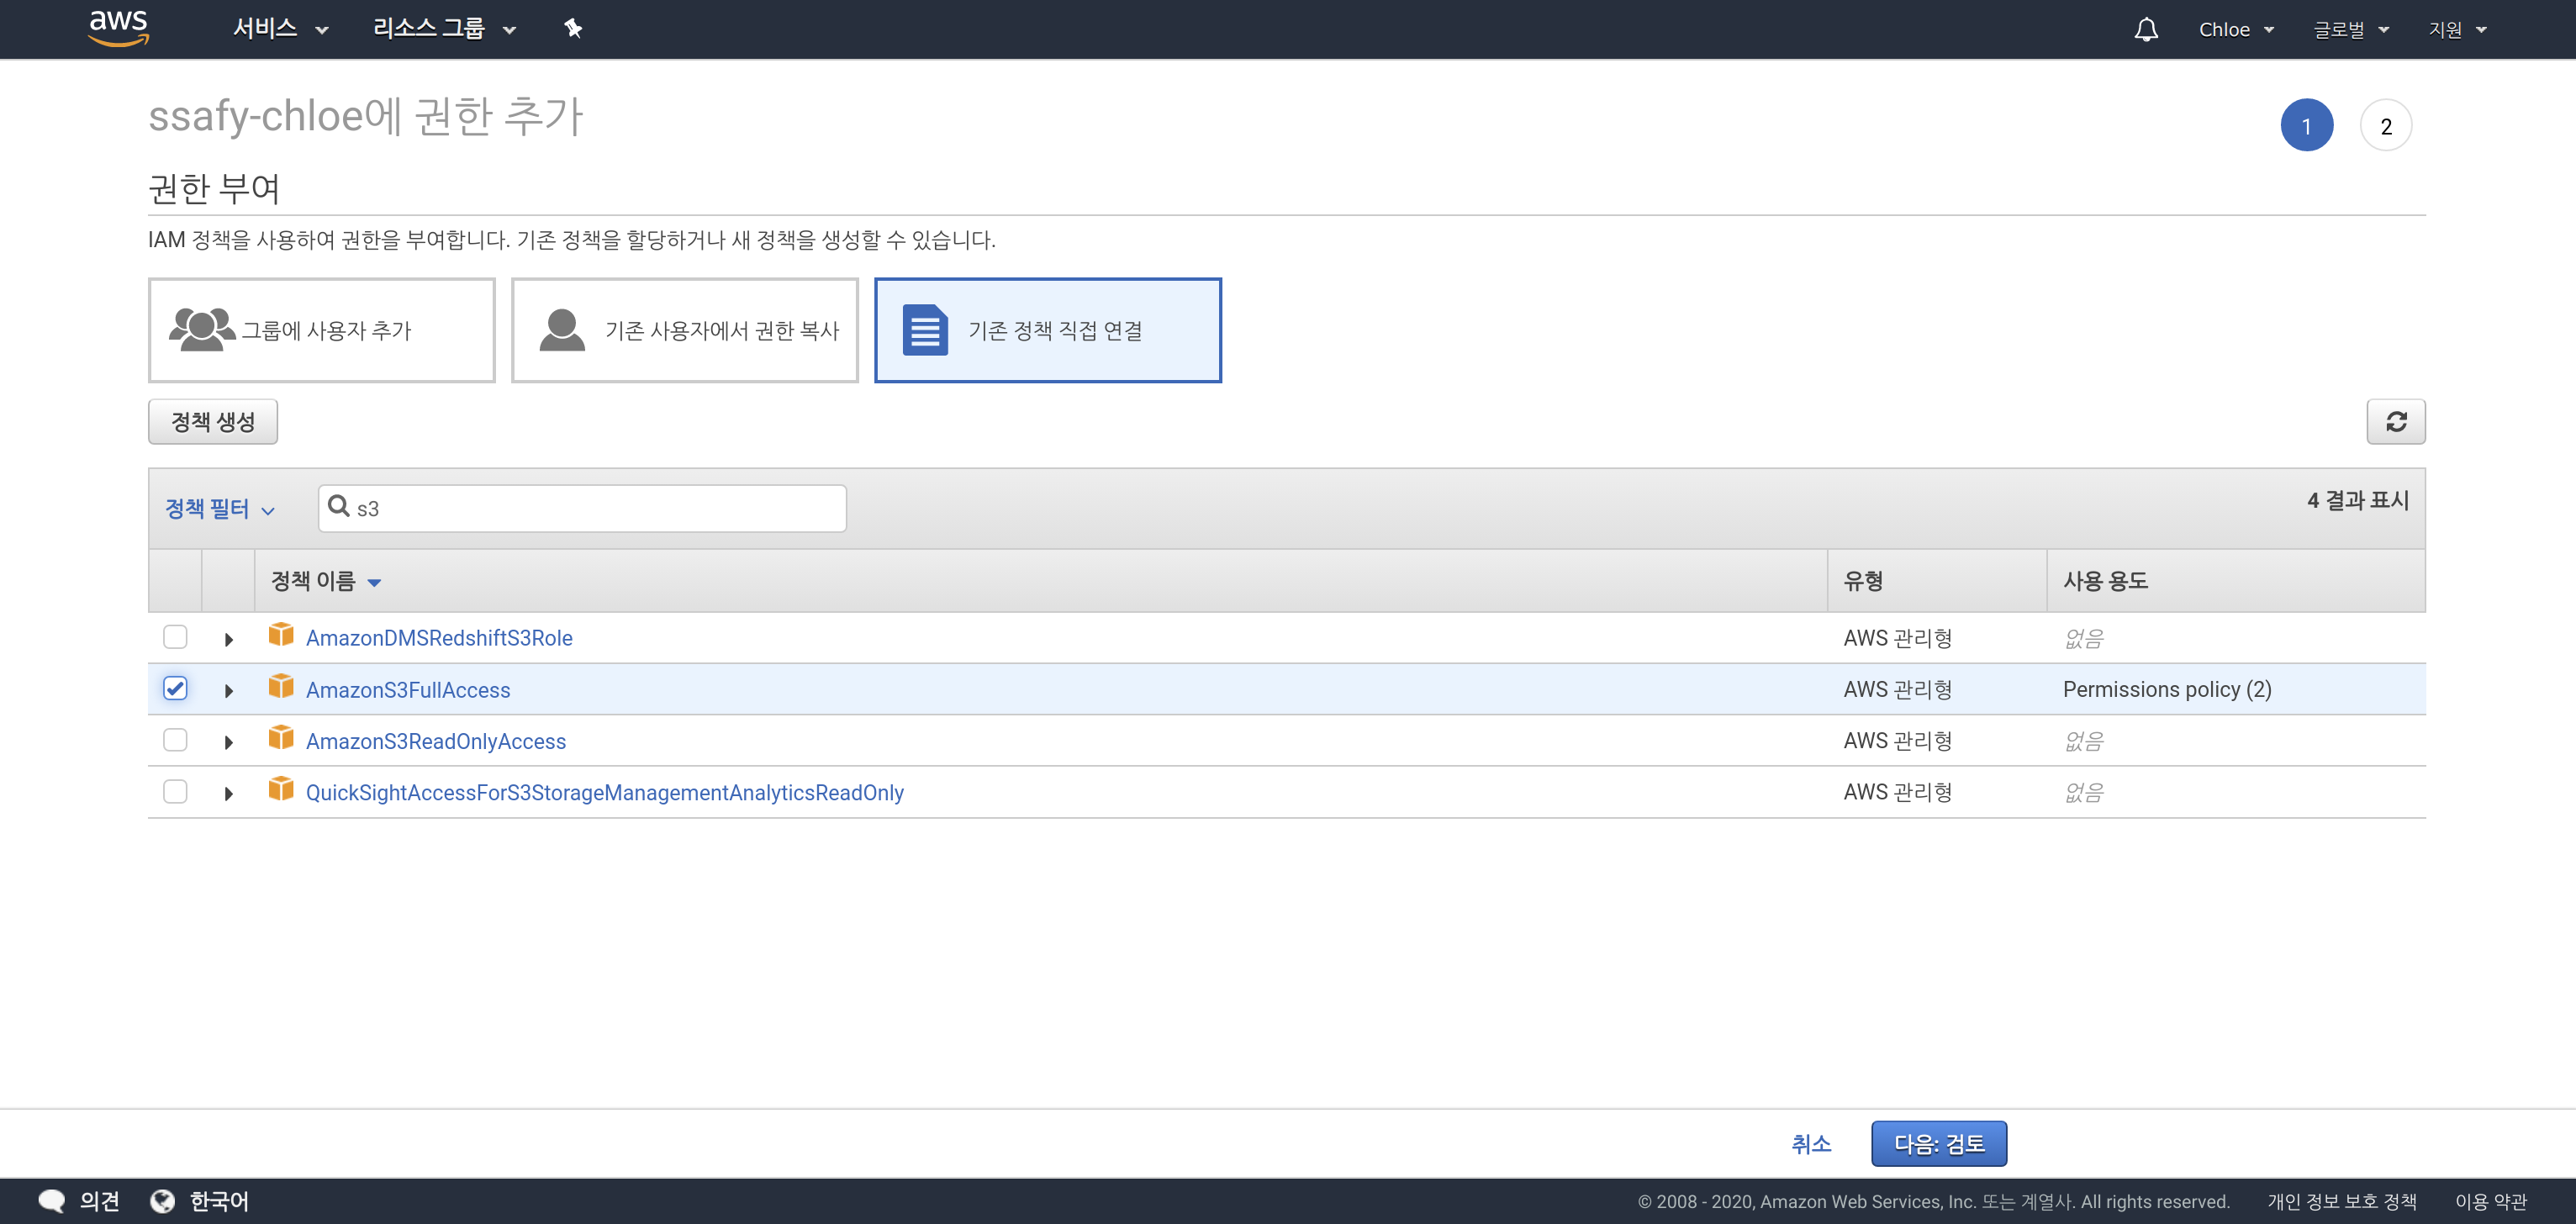 aws 서비스 리소스 그룹 Chloe 글로벌 지원
ssafy-chloe에 권한 추가
1 2
권한 부여
IAM 정책을 사용하여 권한을 부여합니다. 기존 정책을 할당하거나 새 정책을 생성할 수 있습니다.
그룹에 사용자 추가 기존 사용자에서 권한 복사 기존 정책 직접 연결
정책 생성
정책 필터 s3 4 결과 표시
정책 이름 유형 사용 용도
AmazonDMSRedshiftS3Role AWS 관리형 없음
AmazonS3FullAccess AWS 관리형 Permissions policy (2)
AmazonS3ReadOnlyAccess AWS 관리형 없음
QuickSightAccessForS3StorageManagementAnalyticsReadOnly AWS 관리형 없음
취소 다음: 검토
의견 한국어 © 2008 - 2020, Amazon Web Services, Inc. 또는 계열사. All rights reserved. 개인 정보 보호 정책 이용 약관